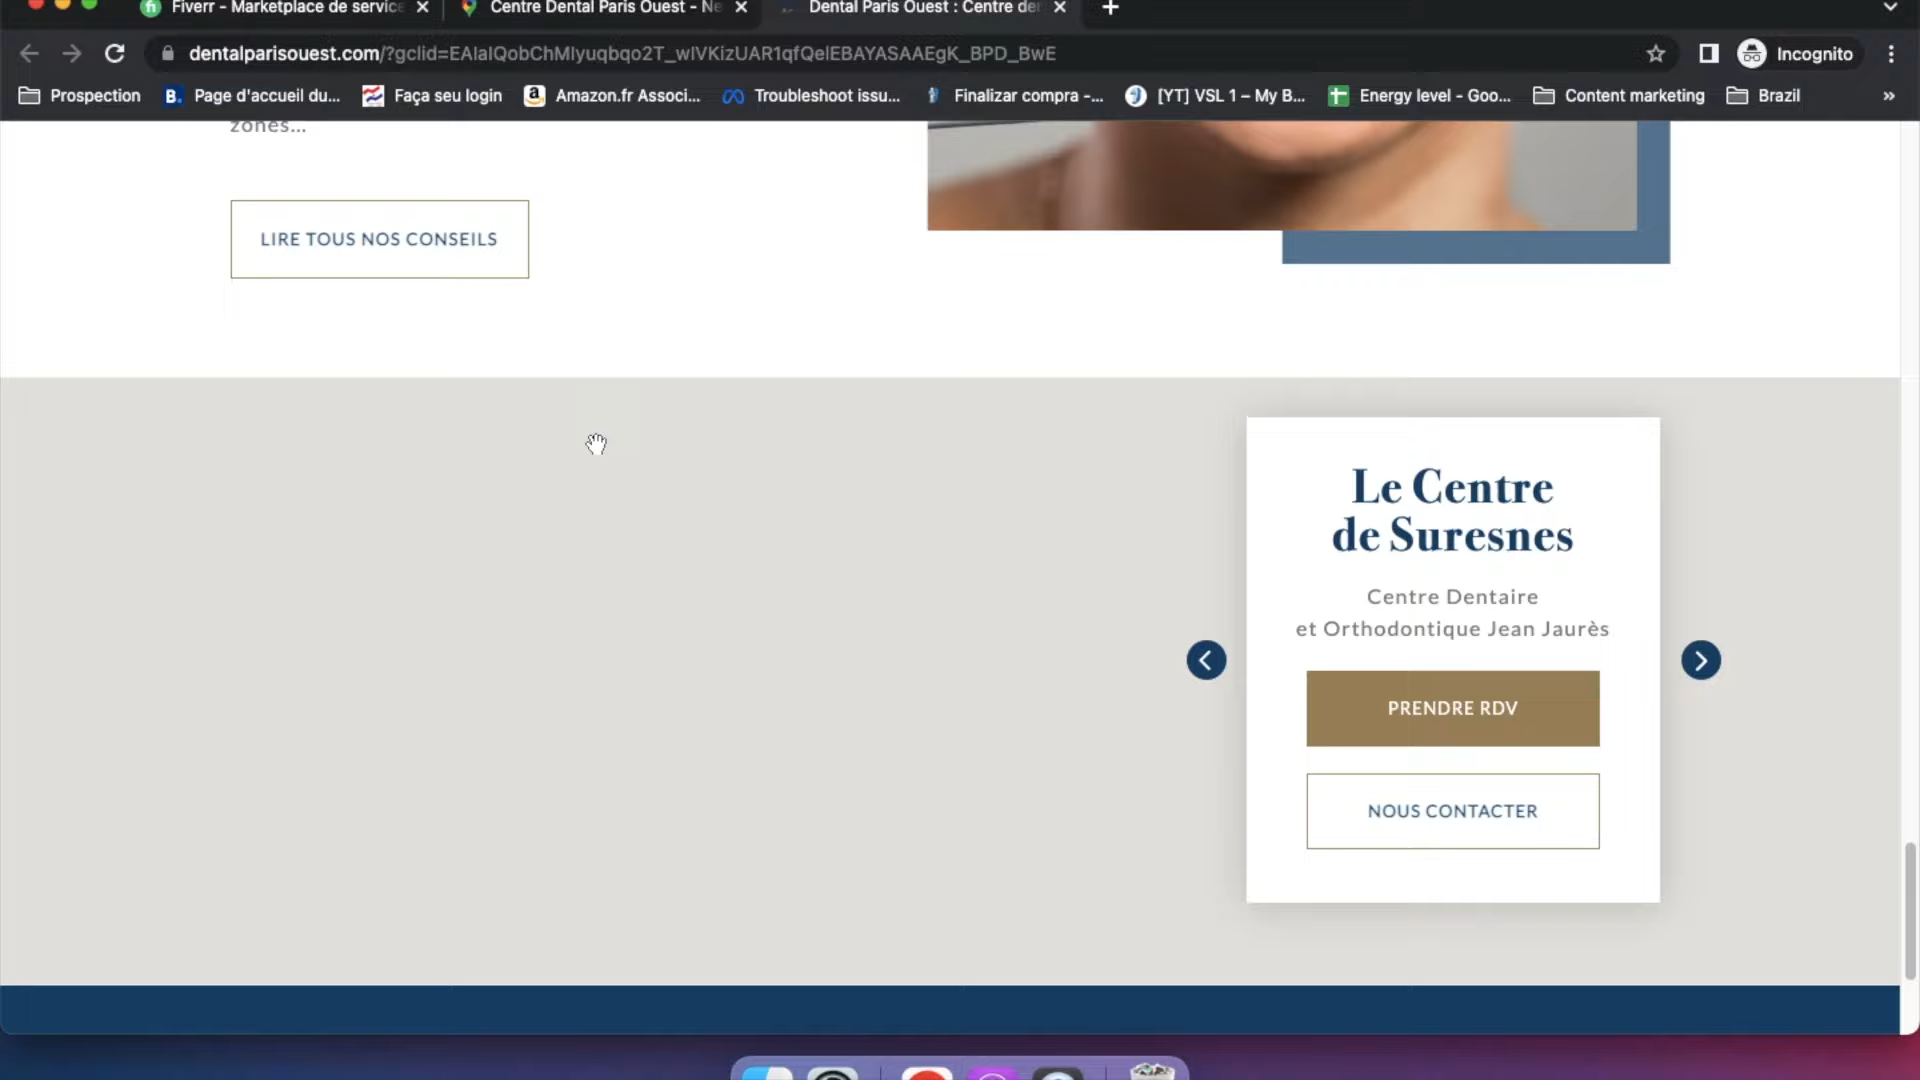 Fiverr - Marketplace de service
Centre Dental Paris Ouest - Ne
Dental Paris Ouest : Centre den
dentalparisouest.com/?gclid=EAIaIQobChMIyuqbqo2T_wIVKizUAR1qfQelEBAYASAAEgK_BPD_BwE
Incognito
Prospection
Page d'accueil du...
Faça seu login
Amazon.fr Associ...
Troubleshoot issu...
Finalizar compra -...
[YT] VSL 1 – My B...
Energy level - Goo...
Content marketing
Brazil
»
zones...
LIRE TOUS NOS CONSEILS
Le Centre
de Suresnes
Centre Dentaire
et Orthodontique Jean Jaurès
PRENDRE RDV
NOUS CONTACTER